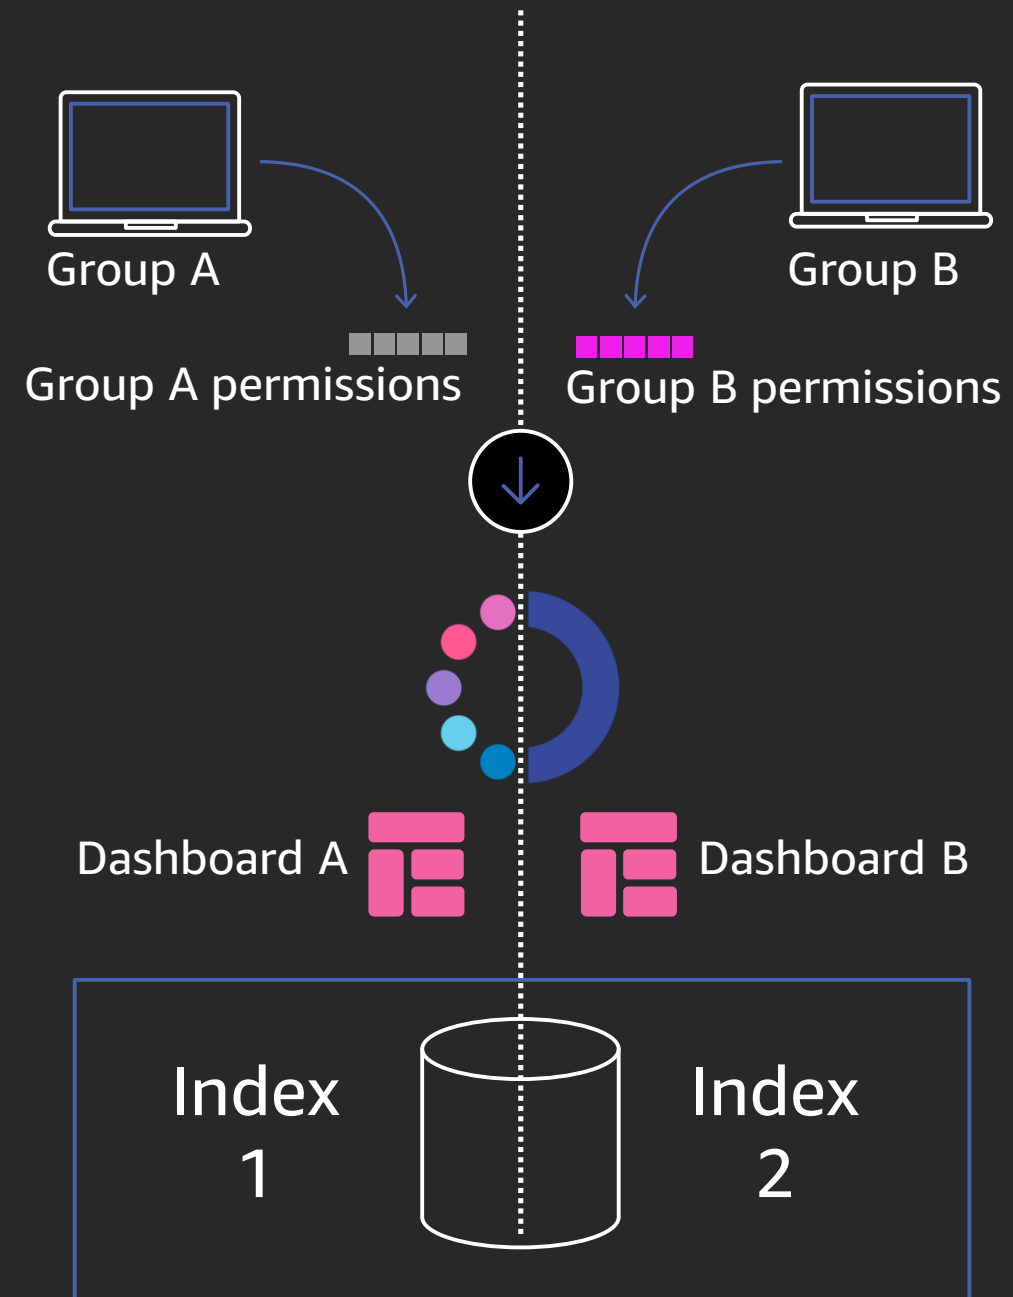 Group A
Group B
Group A permissions
Group B permissions
Dashboard A
Dashboard B
Index
1
Index
2